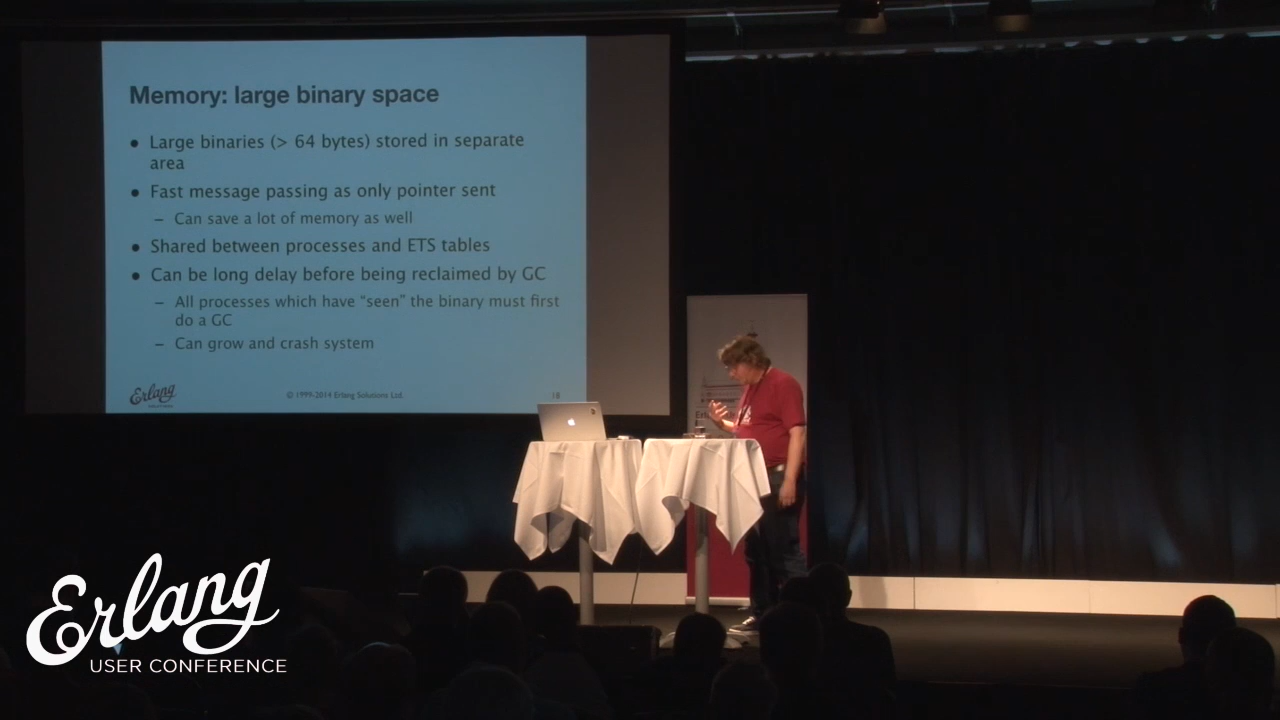 Memory: large binary space
● Large binaries (> 64 bytes) stored in separate
area
● Fast message passing as only pointer sent
– Can save a lot of memory as well
● Shared between processes and ETS tables
● Can be long delay before being reclaimed by GC
– All processes which have “seen” the binary must first
do a GC
– Can grow and crash system
Erlang
SOLUTIONS
© 1999-2014 Erlang Solutions Ltd.
18
Erlang
USER CONFERENCE